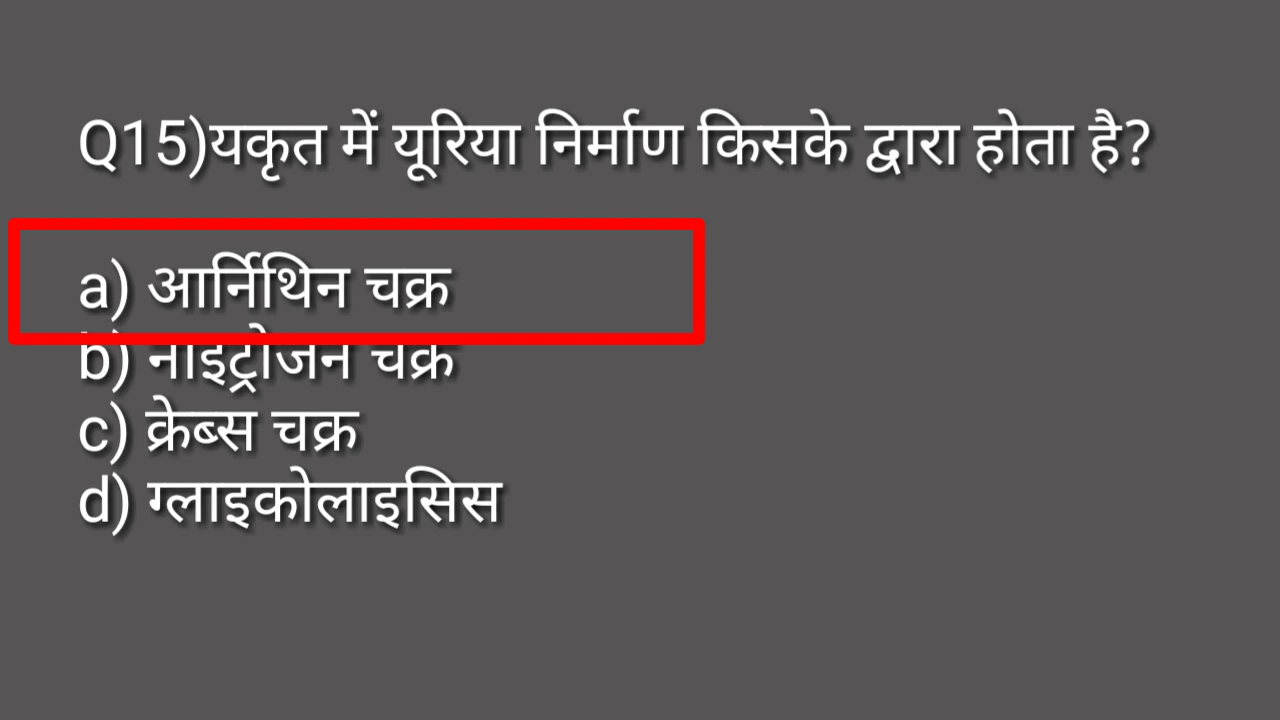 Q15)यकृत में यूरिया निर्माण किसके द्वारा होता है?
a) आर्निथिन चक्र
b) नाइट्रोजन चक्र
c) क्रेब्स चक्र
d) ग्लाइकोलाइसिस